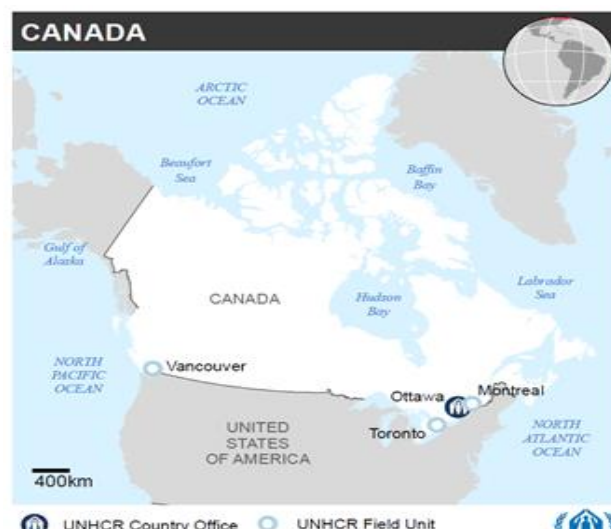 CANADA
ARCTIC
OCEAN
Beaufort
Sea
Baffin
Bay
Gulf of
Alaska
Labrador
Sea
CANADA
Hudson
Bay
NORTH
PACIFIC
OCEAN
Vancouver
Ottawa
Montreal
Toronto
UNITED
STATES
OF AMERICA
NORTH
ATLANTIC
OCEAN
400km
UNHCR Country Office
UNHCR Field Unit